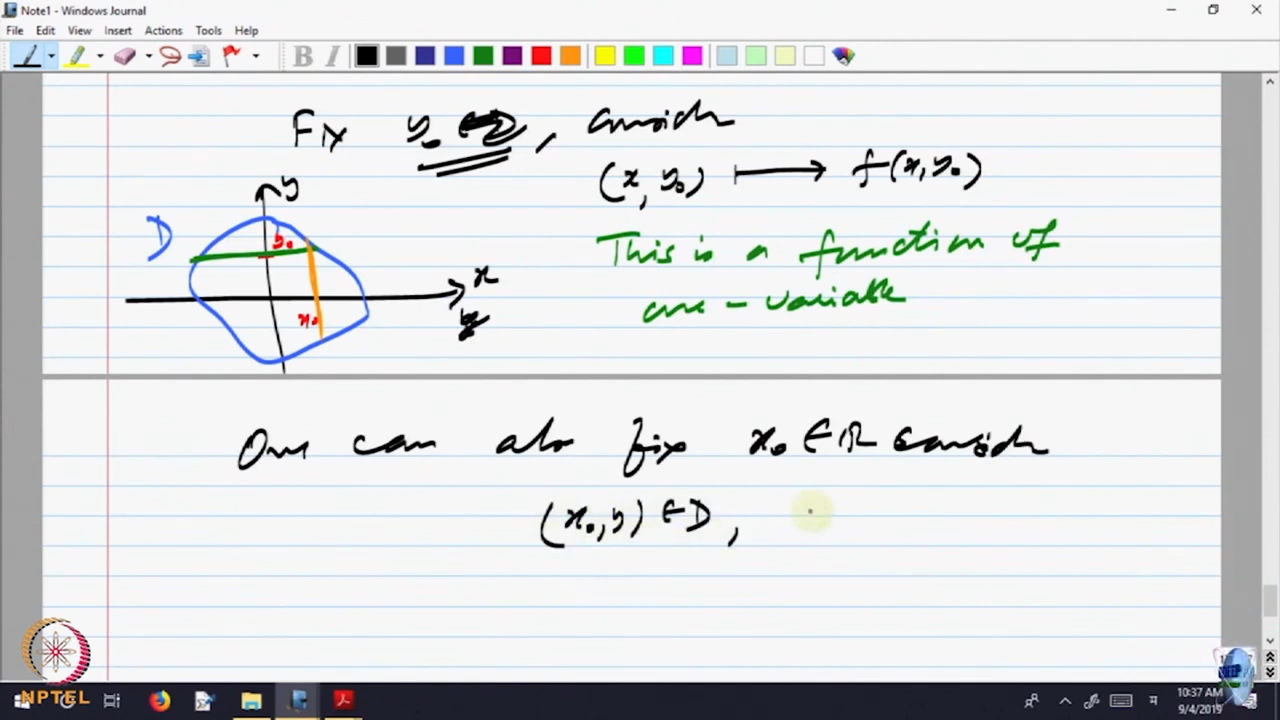 Note1 - Windows Journal
File Edit View Insert Actions Tools Help
B I
Fix y₀ , consider
(x, y₀) ⟼ f(x, y₀)
y
D
y₀
x
x₀
This is a function of
one-variable
One can also fix x₀ ∈ ℝ consider
(x₀, y) ∈ D ,
NPTEL
10:37 AM
9/4/2019